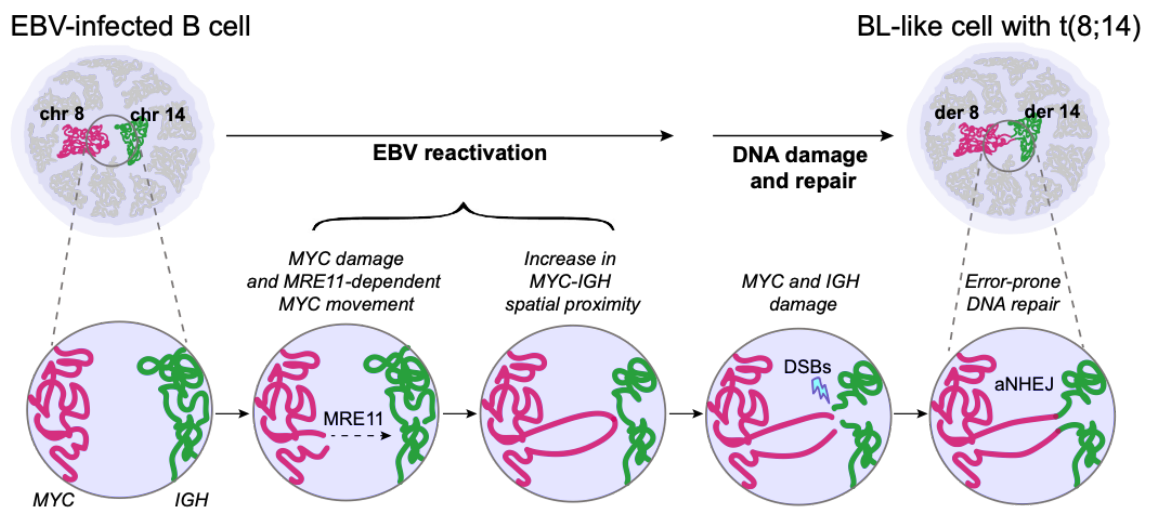 EBV-infected B cell
BL-like cell with t(8;14)
chr 8
chr 14
der 8
der 14
EBV reactivation
DNA damage
and repair
MYC damage
and MRE11-dependent
MYC movement
Increase in
MYC-IGH
spatial proximity
MYC and IGH
damage
Error-prone
DNA repair
MRE11
DSBs
aNHEJ
MYC
IGH